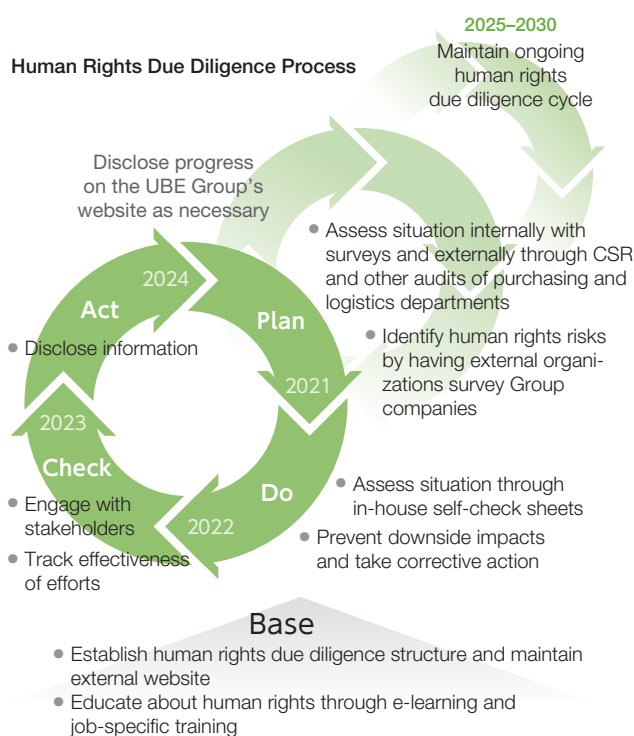 2025–2030
Maintain ongoing
human rights
due diligence cycle
Human Rights Due Diligence Process
Disclose progress
on the UBE Group's
website as necessary
• Assess situation internally with
surveys and externally through CSR
and other audits of purchasing and
logistics departments
• Identify human rights risks
by having external organi-
zations survey Group
companies
Plan
2021
Do
• Assess situation through
in-house self-check sheets
• Prevent downside impacts
and take corrective action
2022
Check
2023
• Engage with
stakeholders
• Track effectiveness
of efforts
Act
2024
• Disclose information
Base
• Establish human rights due diligence structure and maintain
external website
• Educate about human rights through e-learning and
job-specific training